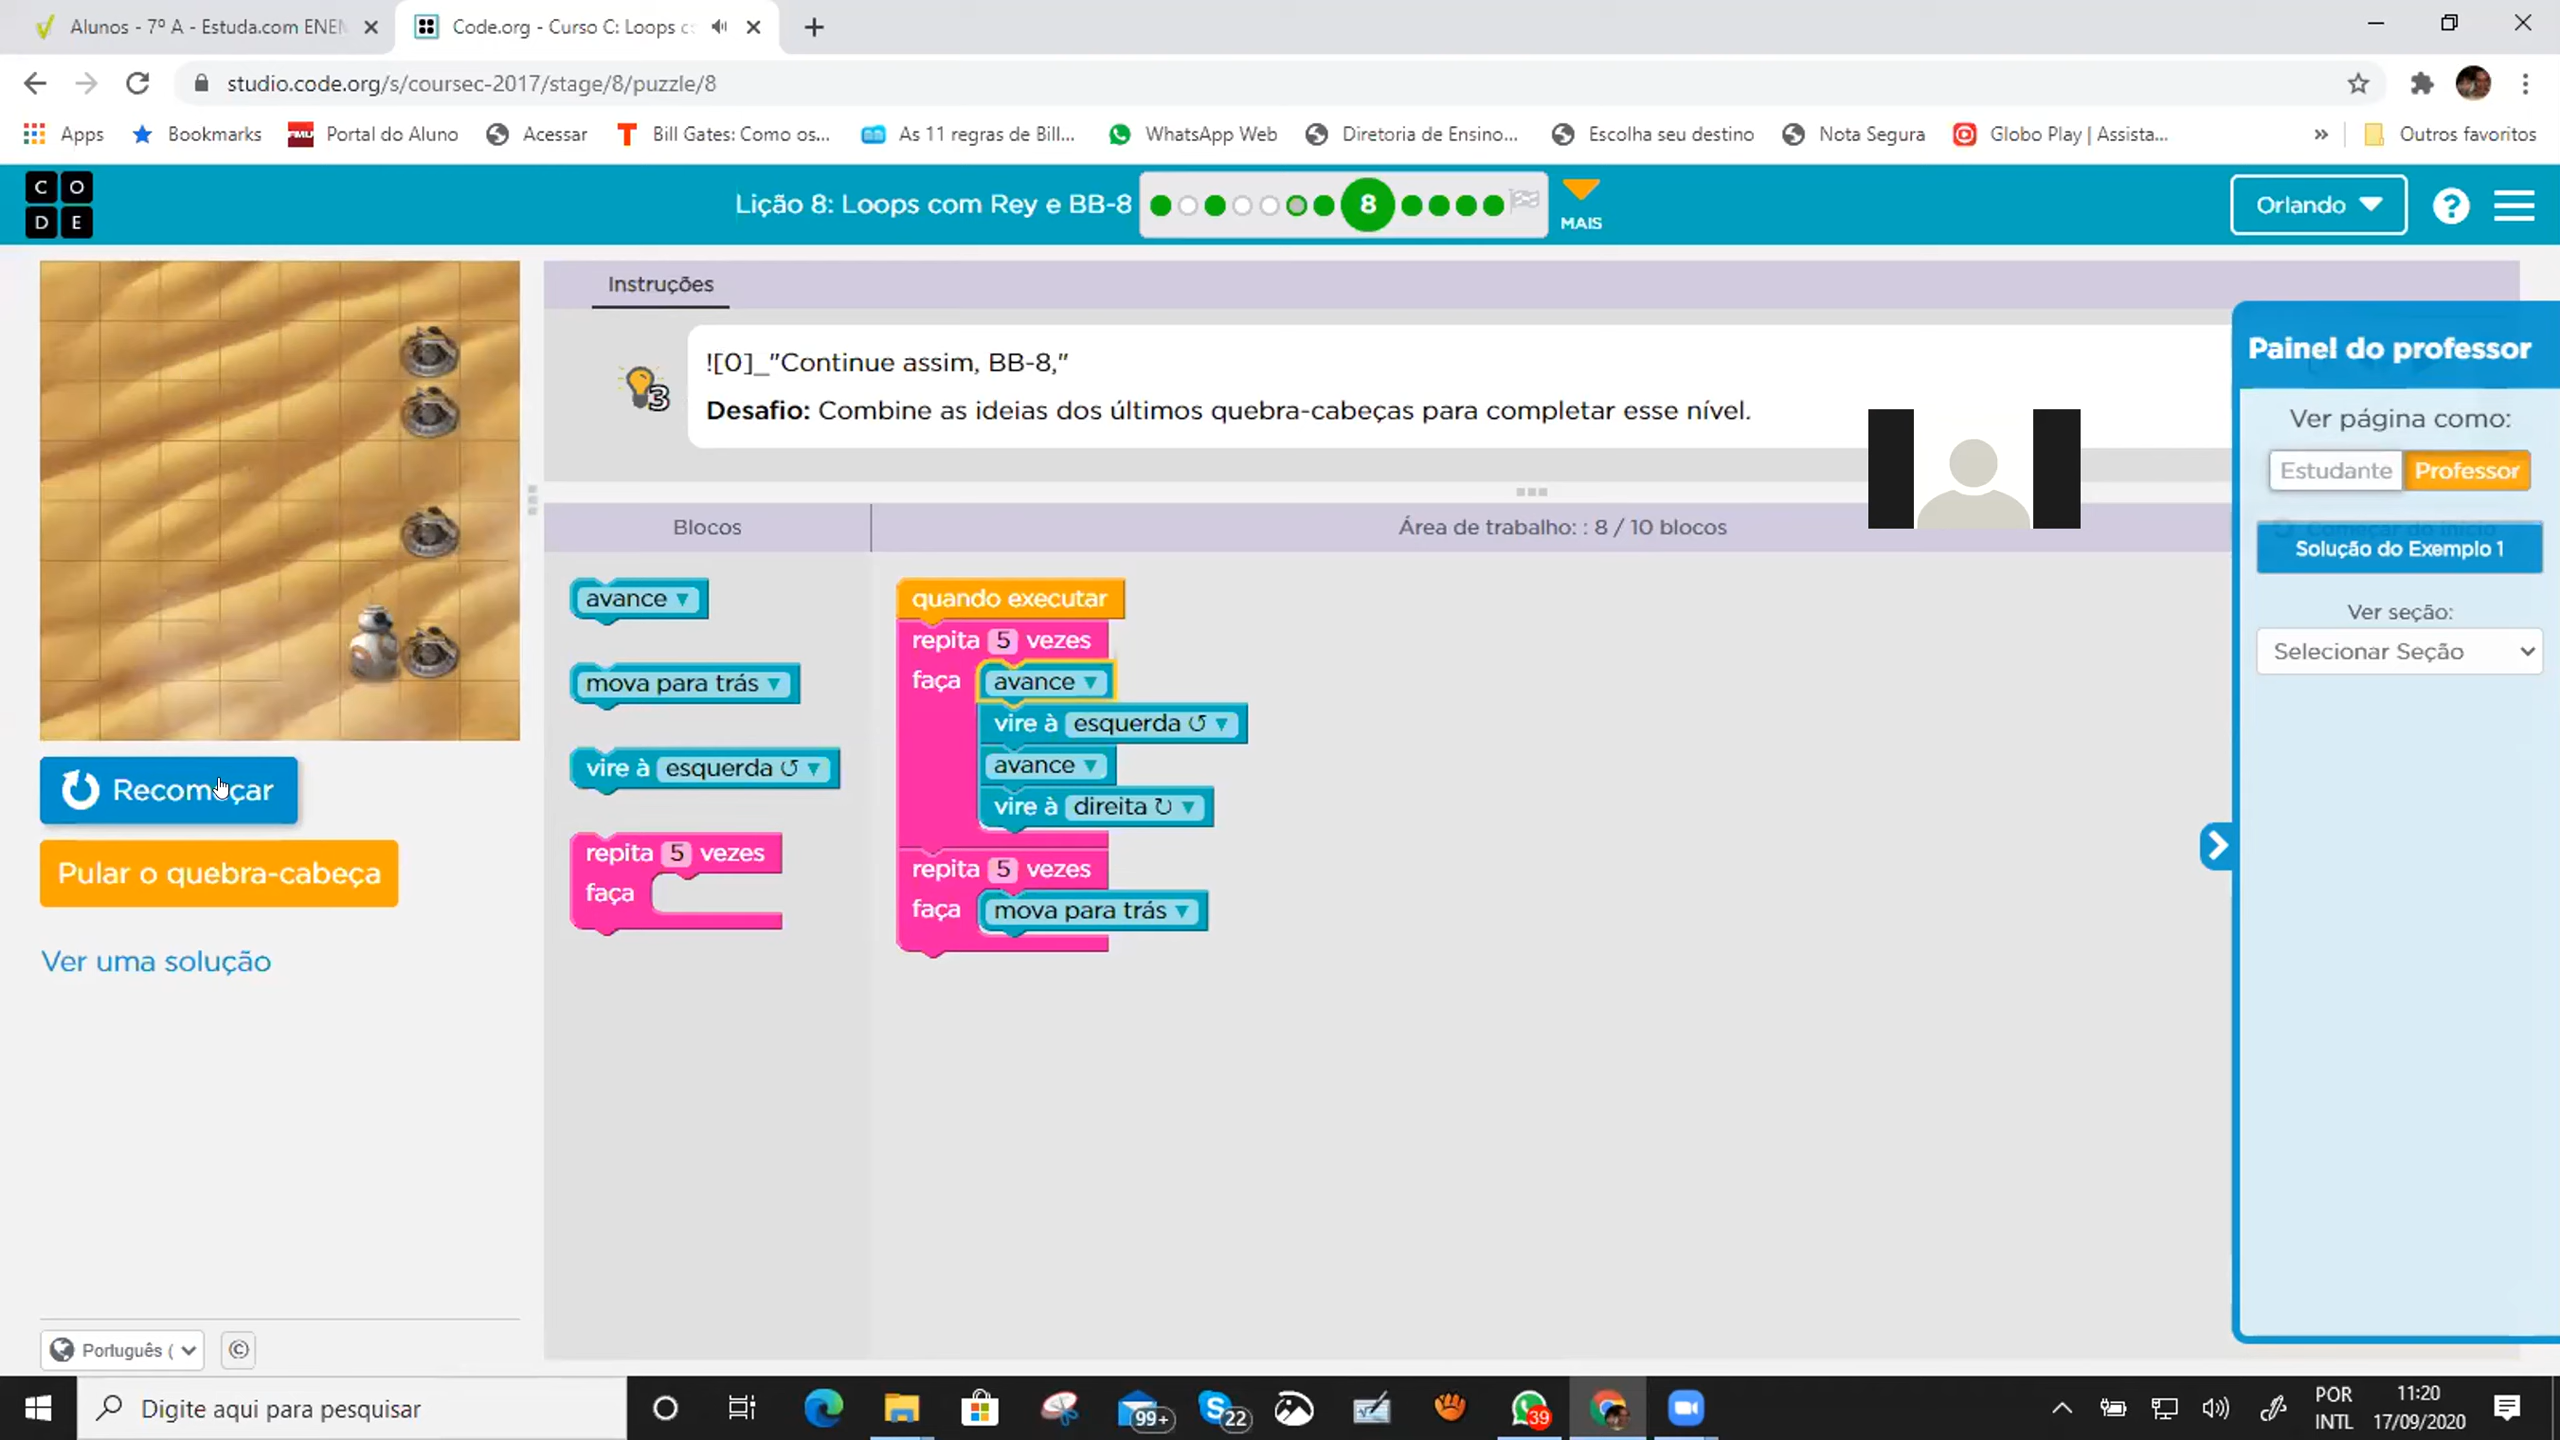 Alunos - 7º A - Estuda.com ENEM
Code.org - Curso C: Loops c
studio.code.org/s/coursec-2017/stage/8/puzzle/8
Apps
Bookmarks
FMU
Portal do Aluno
Acessar
T
Bill Gates: Como os...
As 11 regras de Bill...
WhatsApp Web
Diretoria de Ensino...
Escolha seu destino
Nota Segura
Globo Play | Assista...
»
Outros favoritos
C O
D E
Lição 8: Loops com Rey e BB-8
8
MAIS
Orlando
?
Instruções
3
![0]_"Continue assim, BB-8,"
Desafio: Combine as ideias dos últimos quebra-cabeças para completar esse nível.
Painel do professor
Ver página como:
Estudante
Professor
Começar do início
Solução do Exemplo 1
Ver seção:
Selecionar Seção
Blocos
Área de trabalho: : 8 / 10 blocos
avance
mova para trás
vire à esquerda ↺
repita 5 vezes
faça
quando executar
repita 5 vezes
faça avance
vire à esquerda ↺
avance
vire à direita ↻
repita 5 vezes
faça mova para trás
Recomeçar
Pular o quebra-cabeça
Ver uma solução
Português (
©
Digite aqui para pesquisar
99+
22
39
POR
INTL
11:20
17/09/2020